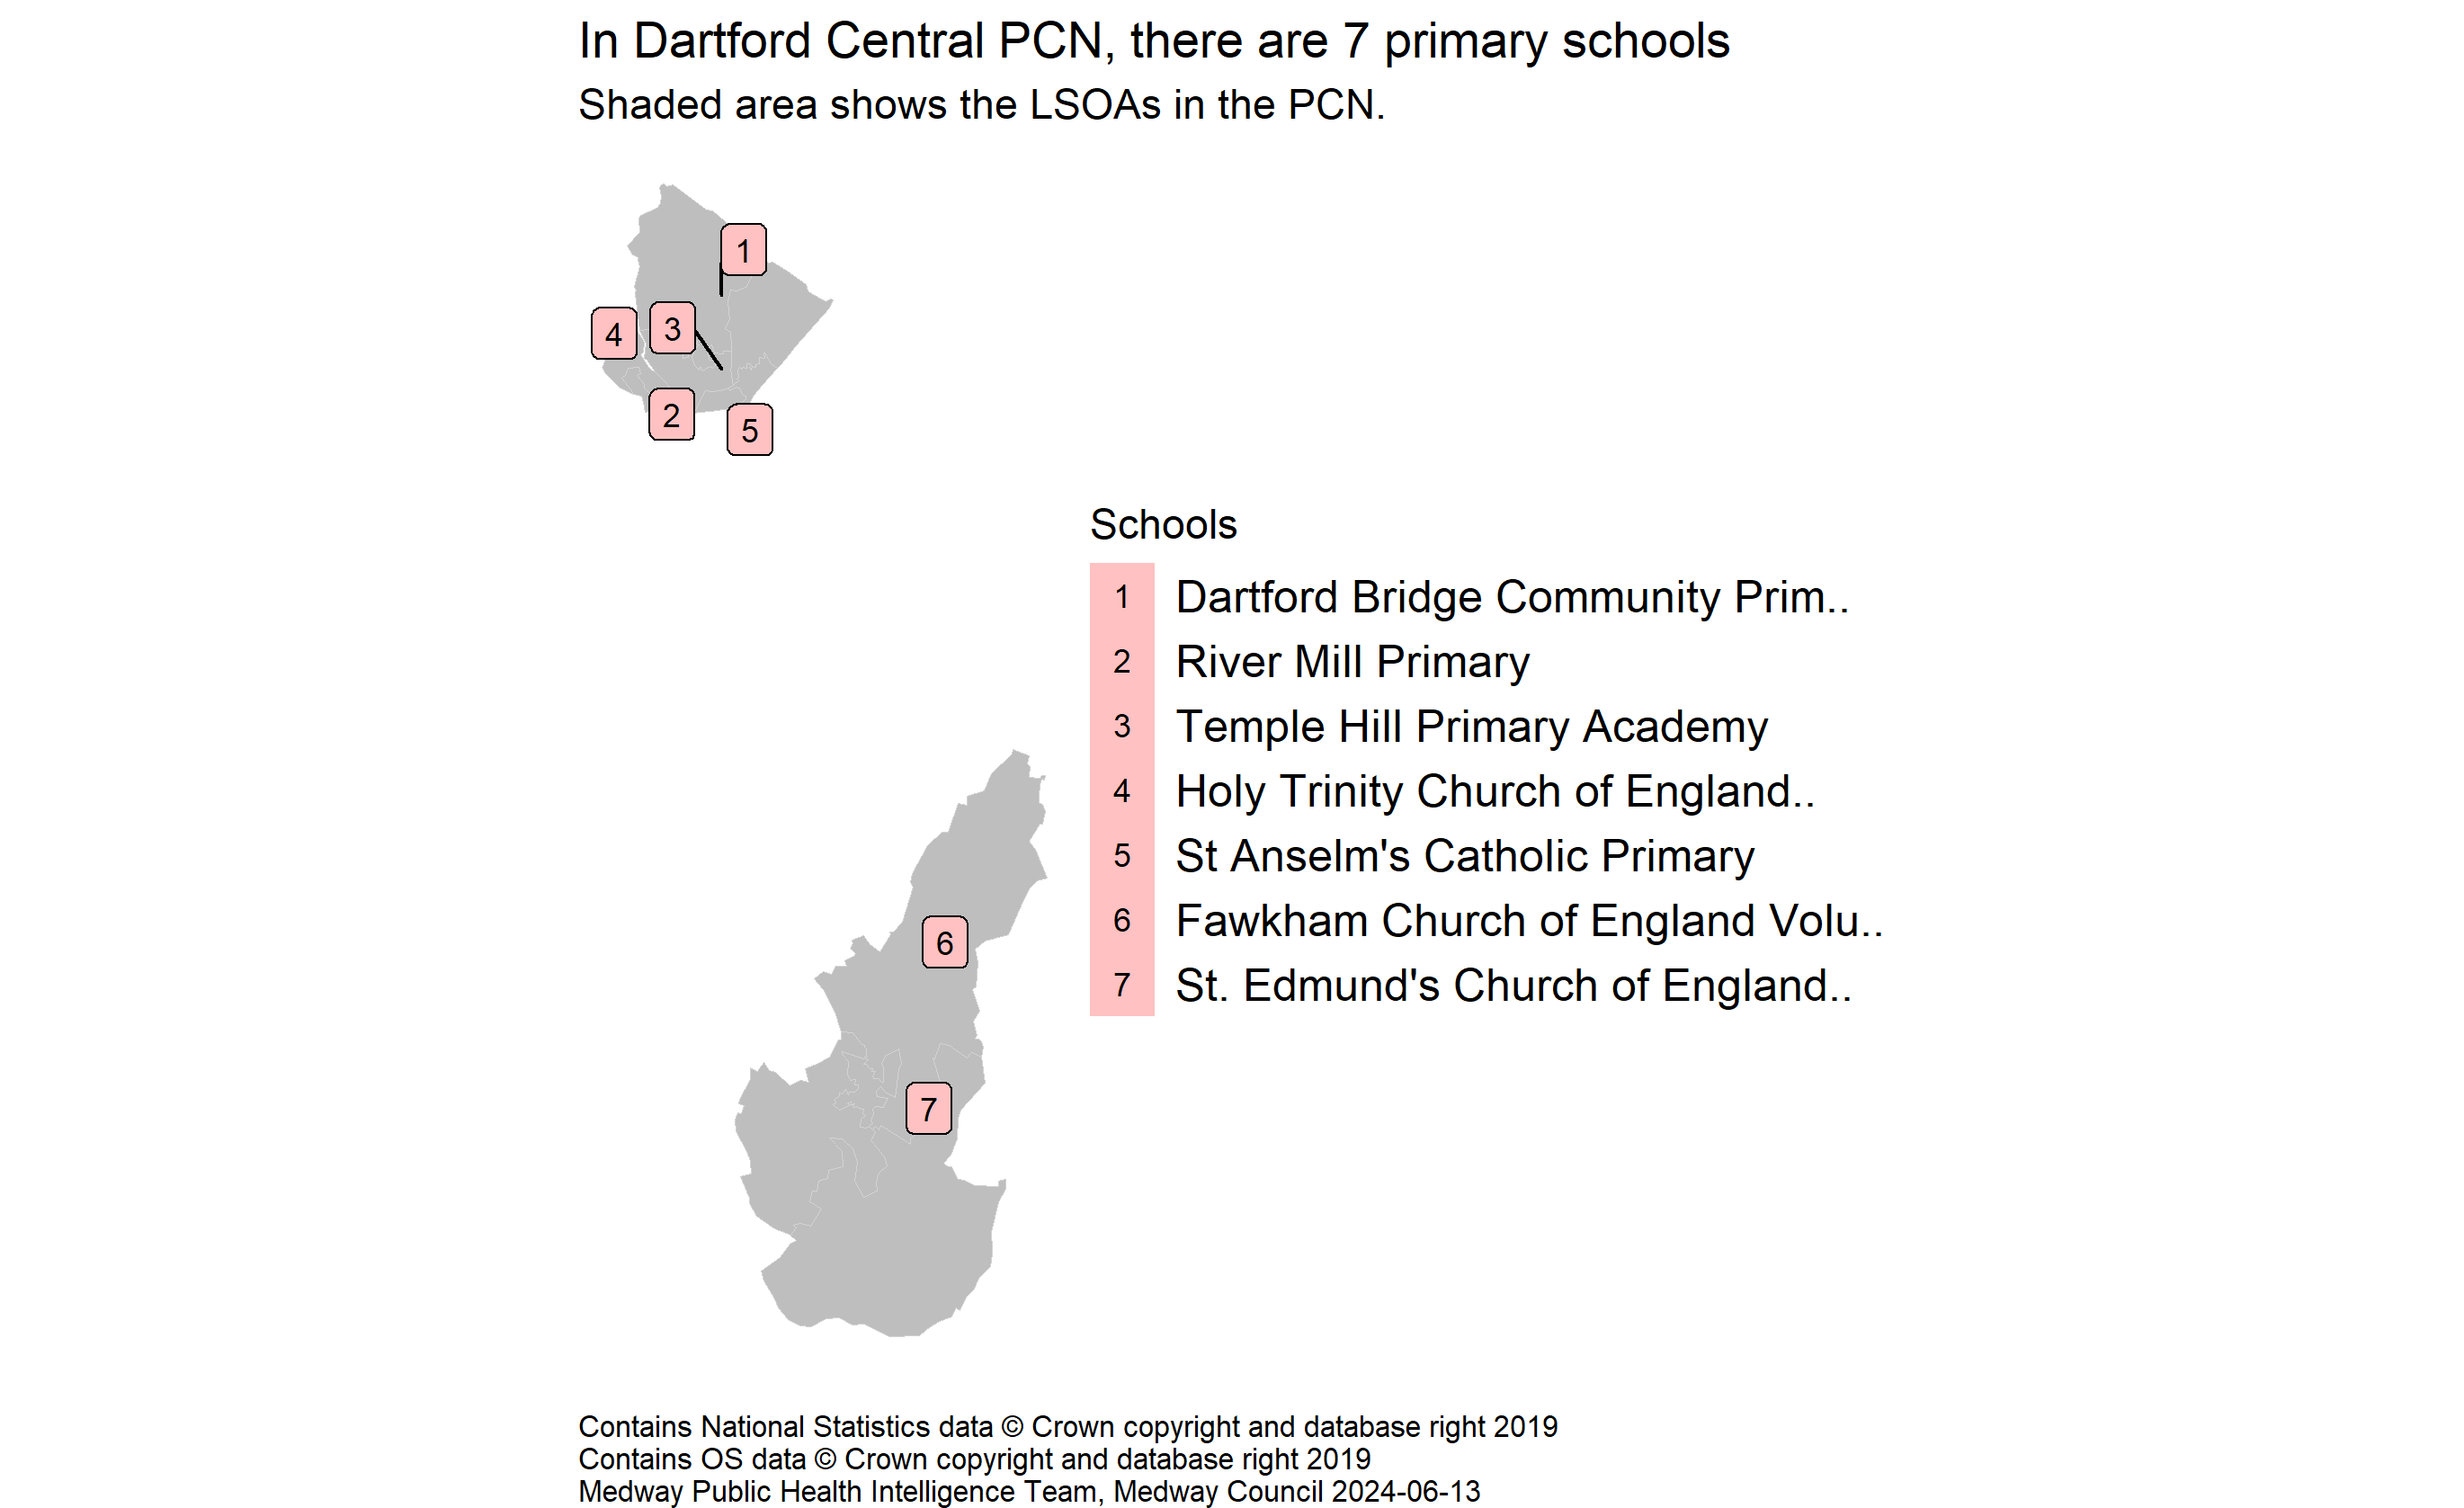 In Dartford Central PCN, there are 7 primary schools
Shaded area shows the LSOAs in the PCN.
1
4
3
2
5
Schools
1 Dartford Bridge Community Prim..
2 River Mill Primary
3 Temple Hill Primary Academy
4 Holy Trinity Church of England..
5 St Anselm's Catholic Primary
6 Fawkham Church of England Volu..
7 St. Edmund's Church of England..
6
7
Contains National Statistics data © Crown copyright and database right 2019
Contains OS data © Crown copyright and database right 2019
Medway Public Health Intelligence Team, Medway Council 2024-06-13